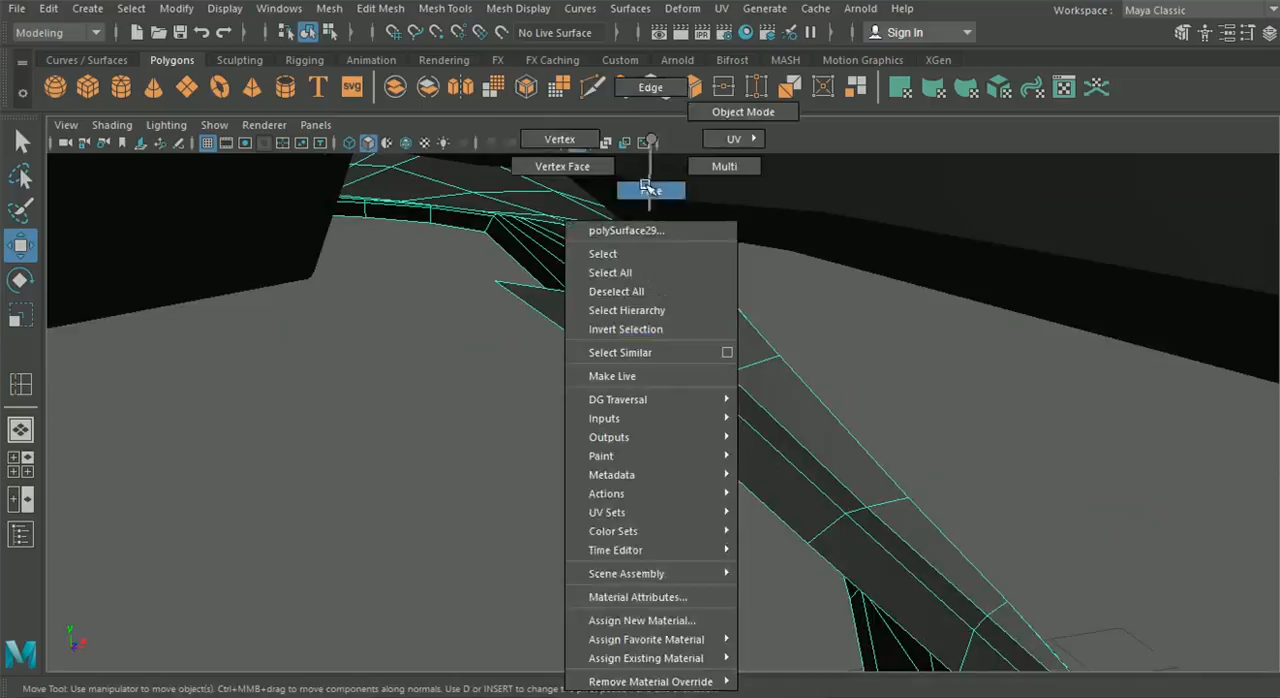 File Edit Create Select Modify Display Windows Mesh Edit Mesh Mesh Tools Mesh Display Curves Surfaces Deform UV Generate Cache Arnold Help Workspace : Maya Classic
Modeling No Live Surface Sign In
Curves / Surfaces Polygons Sculpting Rigging Animation Rendering FX FX Caching Custom Arnold Bifrost MASH Motion Graphics XGen
T SVG Edge
Object Mode
View Shading Lighting Renderer Show Panels
Vertex UV
Vertex Face Multi
polySurface29...
Select
Select All
Deselect All
Select Hierarchy
Invert Selection
Select Similar
Make Live
DG Traversal
Inputs
Outputs
Paint
Metadata
Actions
UV Sets
Color Sets
Time Editor
Scene Assembly
Material Attributes...
Assign New Material...
Assign Favorite Material
Assign Existing Material
Remove Material Override
y
M
Move Tool: Use manipulator to move object(s). Ctrl+MMB+drag to move components along normals. Use D or INSERT to change the